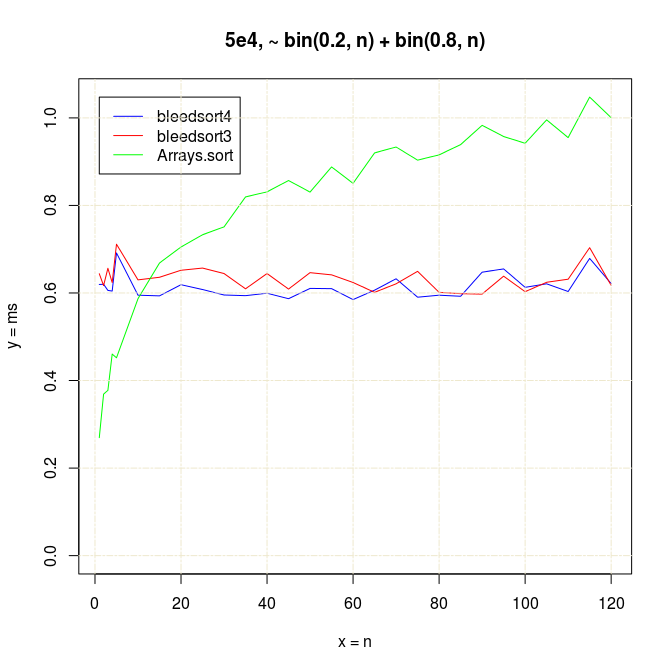 5e4, ~ bin(0.2, n) + bin(0.8, n)
bleedsort4
bleedsort3
Arrays.sort
1.0
0.8
0.6
0.4
0.2
0.0
y = ms
0 20 40 60 80 100 120
x = n